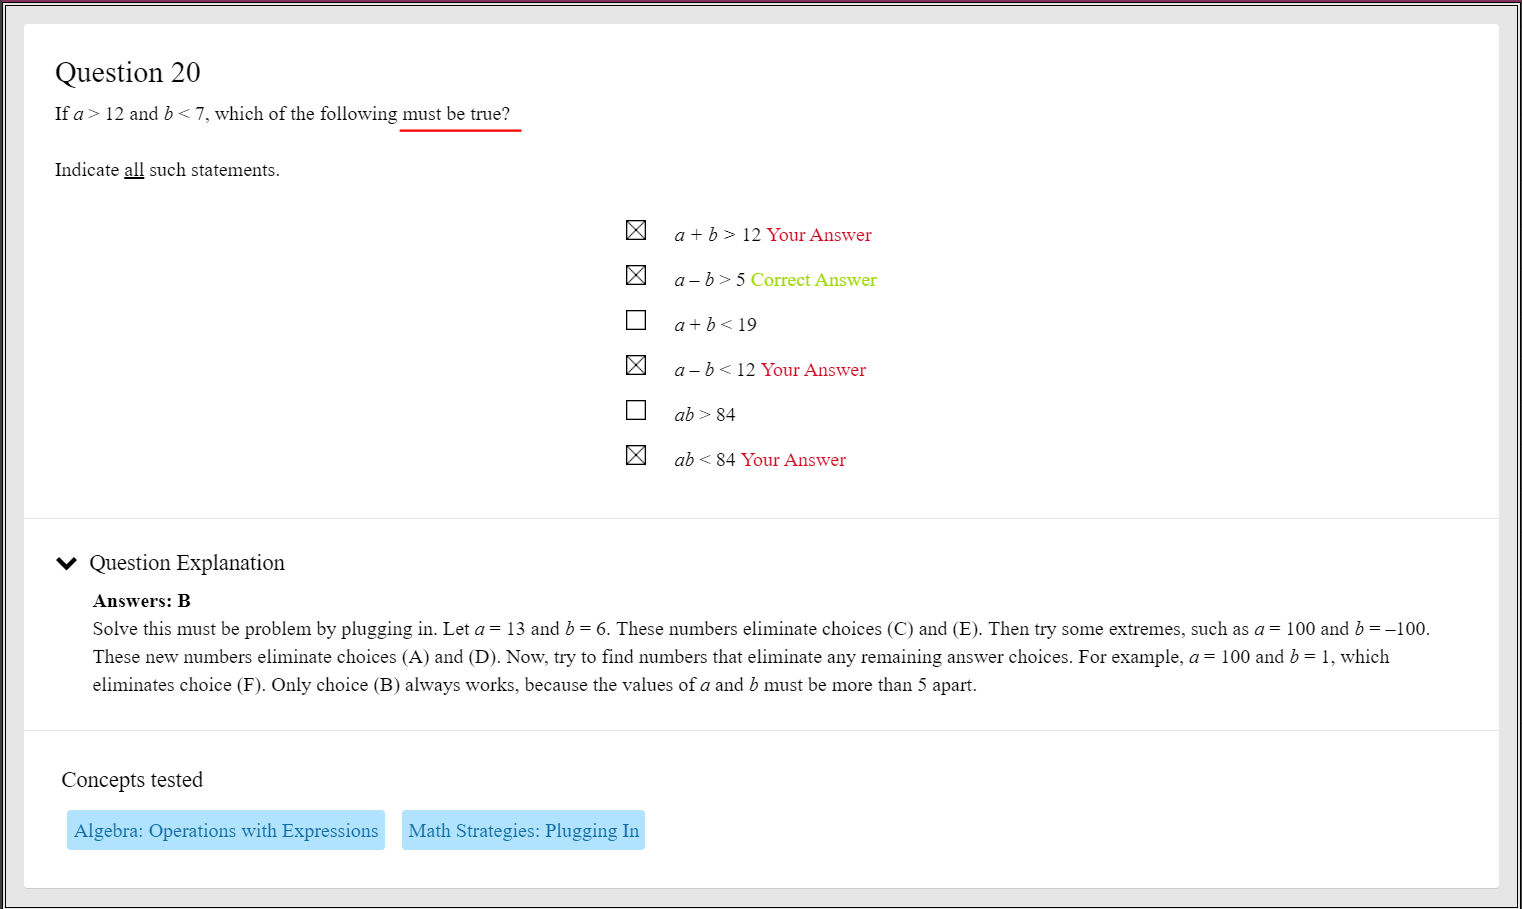 Question 20
If a > 12 and b < 7, which of the following must be true?
Indicate all such statements.
a + b > 12 Your Answer
a – b > 5 Correct Answer
a + b < 19
a – b < 12 Your Answer
ab > 84
ab < 84 Your Answer
Question Explanation
Answers: B
Solve this must be problem by plugging in. Let a = 13 and b = 6. These numbers eliminate choices (C) and (E). Then try some extremes, such as a = 100 and b = –100.
These new numbers eliminate choices (A) and (D). Now, try to find numbers that eliminate any remaining answer choices. For example, a = 100 and b = 1, which
eliminates choice (F). Only choice (B) always works, because the values of a and b must be more than 5 apart.
Concepts tested
Algebra: Operations with Expressions Math Strategies: Plugging In